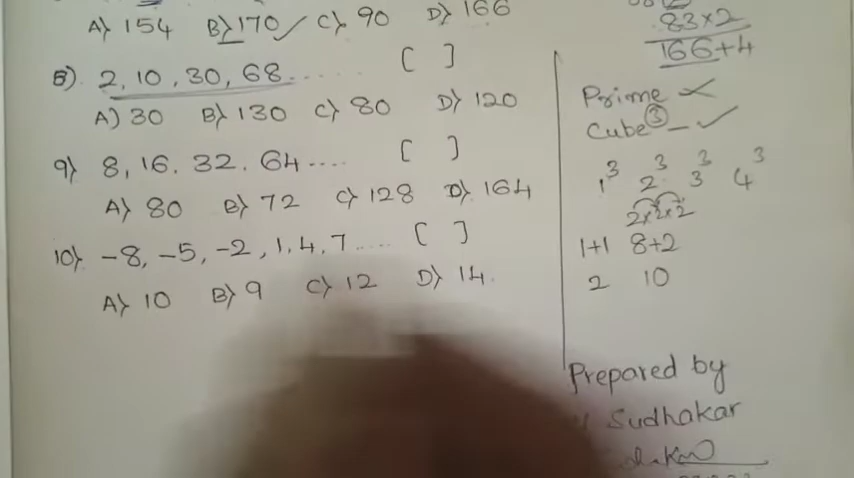 A) 154 B) 170 ✓ C) 90 D) 166
8) 2, 10, 30, 68...... [ ]
A) 30 B) 130 C) 80 D) 120
9) 8, 16. 32. 64.... [ ]
A) 80 B) 72 C) 128 D) 164
10) -8, -5, -2, 1, 4, 7..... [ ]
A) 10 B) 9 C) 12 D) 14.
83×2
166+4
Prime ×
Cube ③ - ✓
1³ 2³ 3³ 4³
2×2×2
1+1 8+2
2 10
Prepared by
Sudhakar